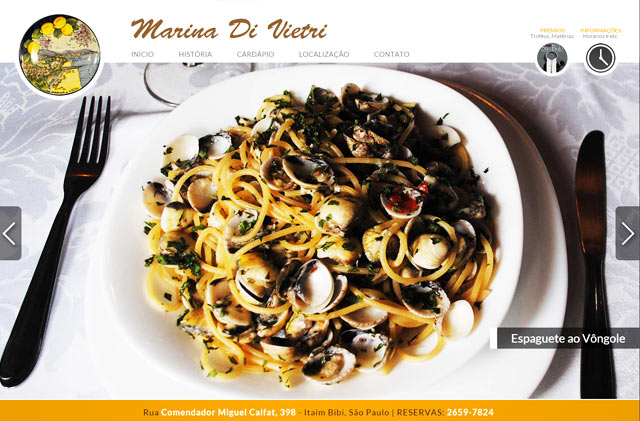 Marina Di Vietri
INÍCIO HISTÓRIA CARDÁPIO LOCALIZAÇÃO CONTATO
PRÊMIOS
Troféus, Matérias
INFORMAÇÕES
Horários e etc
Espaguete ao Vôngole
Rua Comendador Miguel Calfat, 398 - Itaim Bibi, São Paulo | RESERVAS: 2659-7824